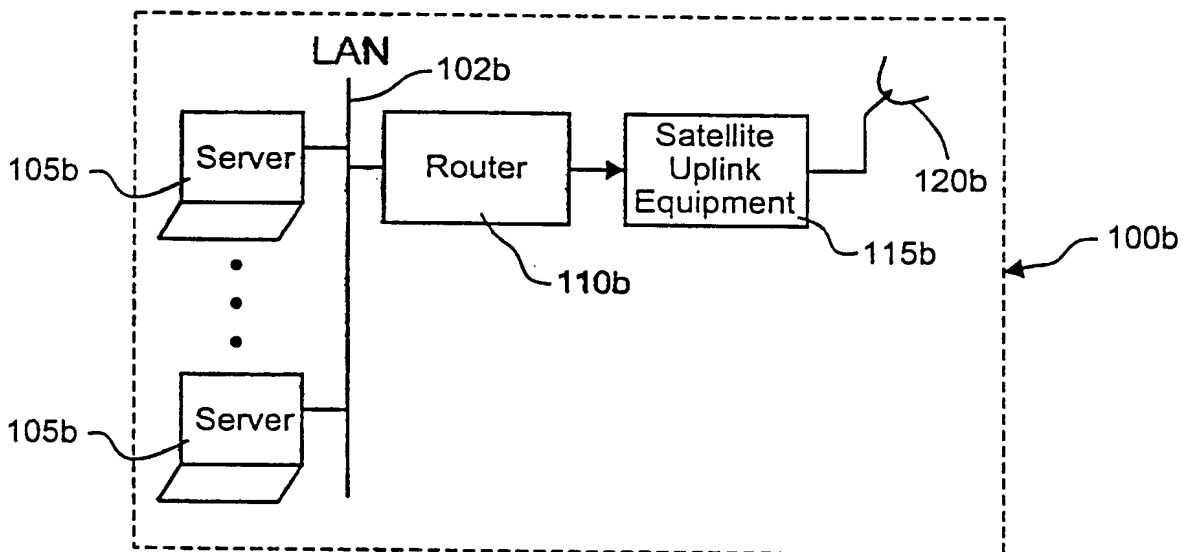 LAN
102b
Server
105b
Router
110b
Satellite
Uplink
Equipment
115b
120b
100b
Server
105b